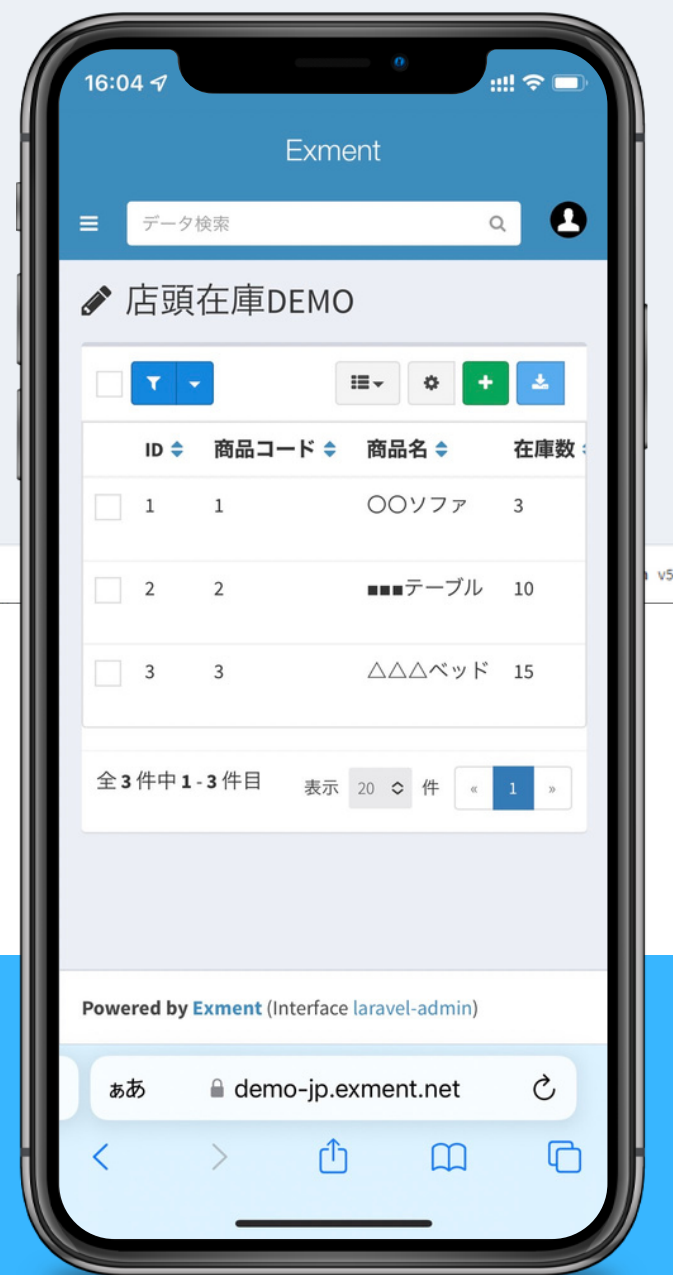 16:04
Exment
データ検索
店頭在庫DEMO
ID 商品コード 商品名 在庫数
1 1 〇〇ソファ 3
2 2 ■■■テーブル 10
3 3 △△△ベッド 15
全 3 件中 1 - 3 件目 表示 20 件 « 1 »
v5
Powered by Exment (Interface laravel-admin)
ぁあ demo-jp.exment.net